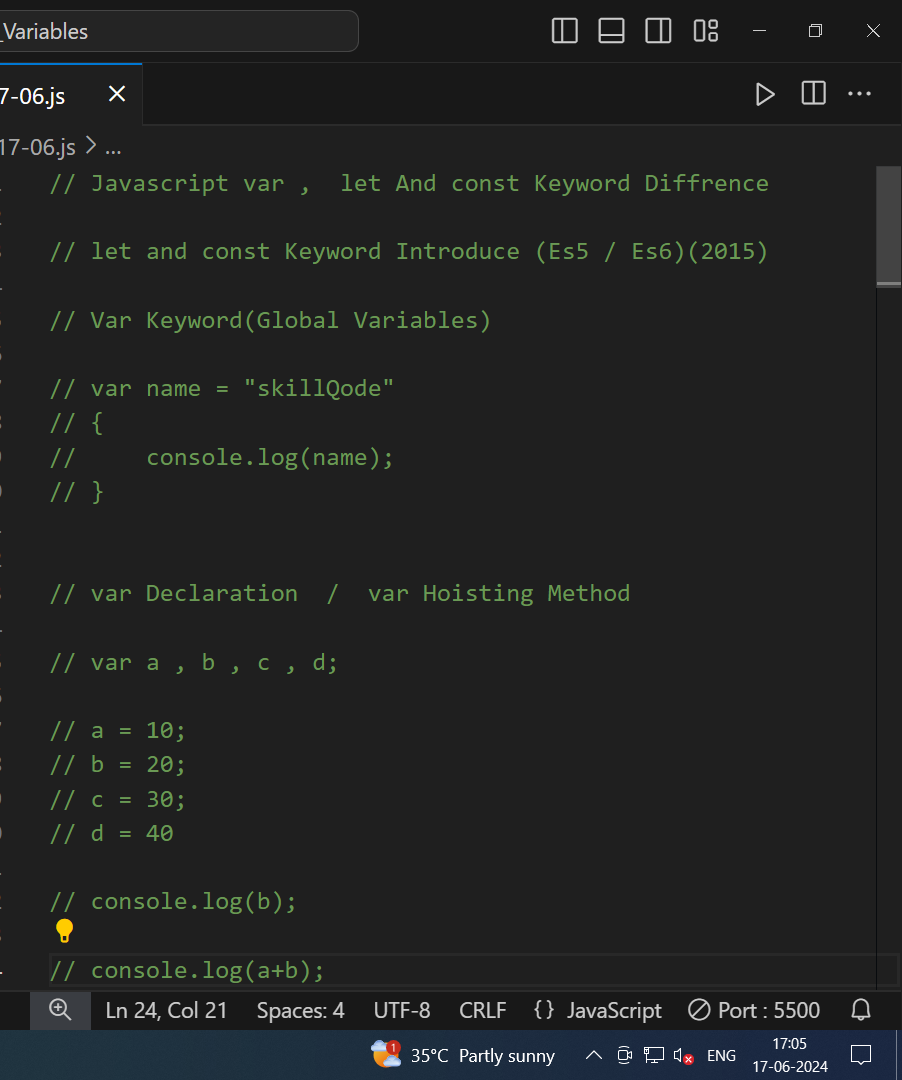 _Variables
7-06.js
17-06.js > ...
// Javascript var ,  let And const Keyword Diffrence
// let and const Keyword Introduce (Es5 / Es6)(2015)
// Var Keyword(Global Variables)
// var name = "skillQode"
// {
//     console.log(name);
// }
// var Declaration  /  var Hoisting Method
// var a , b , c , d;
// a = 10;
// b = 20;
// c = 30;
// d = 40
// console.log(b);
// console.log(a+b);
Ln 24, Col 21 Spaces: 4 UTF-8 CRLF {} JavaScript Port : 5500
1 35°C Partly sunny ENG 17:05
17-06-2024